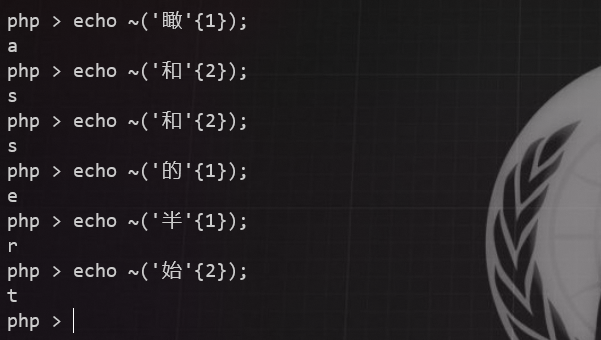 php > echo ~('瞰'{1});
a
php > echo ~('和'{2});
s
php > echo ~('和'{2});
s
php > echo ~('的'{1});
e
php > echo ~('半'{1});
r
php > echo ~('始'{2});
t
php >